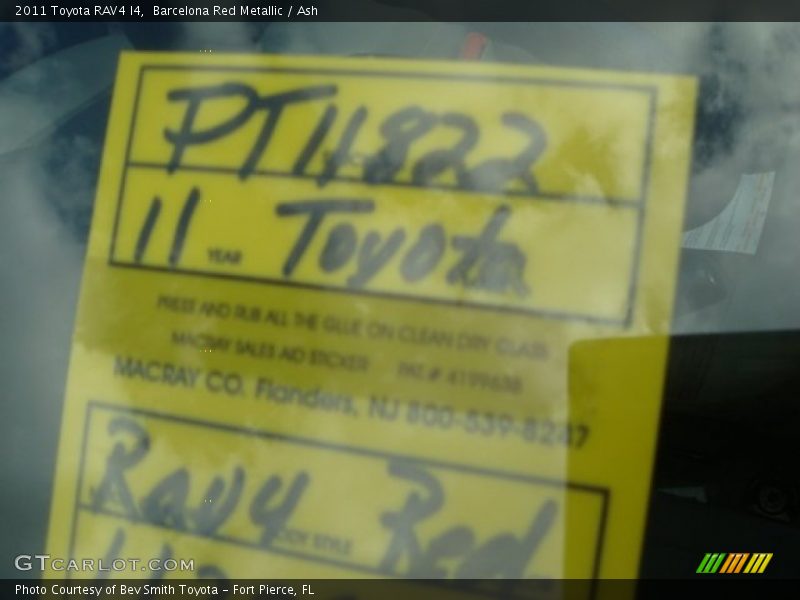 2011 Toyota RAV4 I4, Barcelona Red Metallic / Ash
PT14822
11 YEAR Toyota
PRESS AND RUB ALL THE GLUE ON CLEAN DRY GLASS
MACRAY SALES AID STICKER PAT.# 4199638
MACRAY CO. Flanders, NJ 800-539-8247
Rav4 BODY STYLE Red
GTCARLOT.COM
Photo Courtesy of Bev Smith Toyota - Fort Pierce, FL